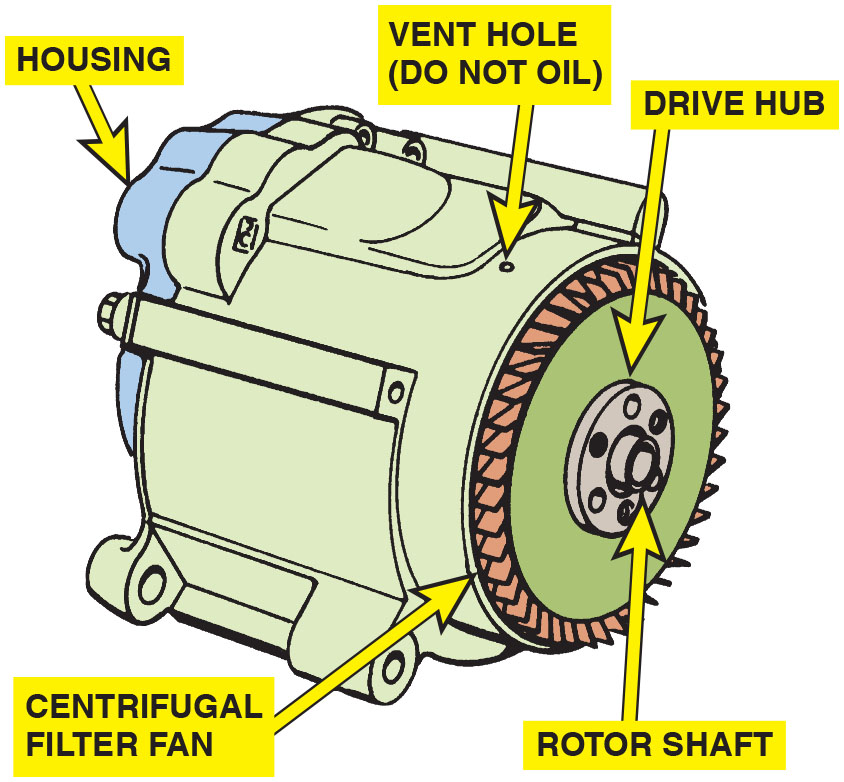 HOUSING
VENT HOLE
(DO NOT OIL)
DRIVE HUB
CENTRIFUGAL
FILTER FAN
ROTOR SHAFT